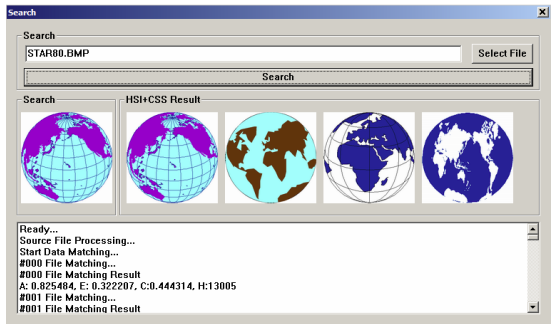 Search
Search
STAR80.BMP
Select File
Search
Search
HSI+CSS Result
Ready...
Source File Processing...
Start Data Matching...
#000 File Matching...
#000 File Matching Result
A: 0.825484, E: 0.322207, C:0.444314, H:13005
#001 File Matching...
#001 File Matching Result